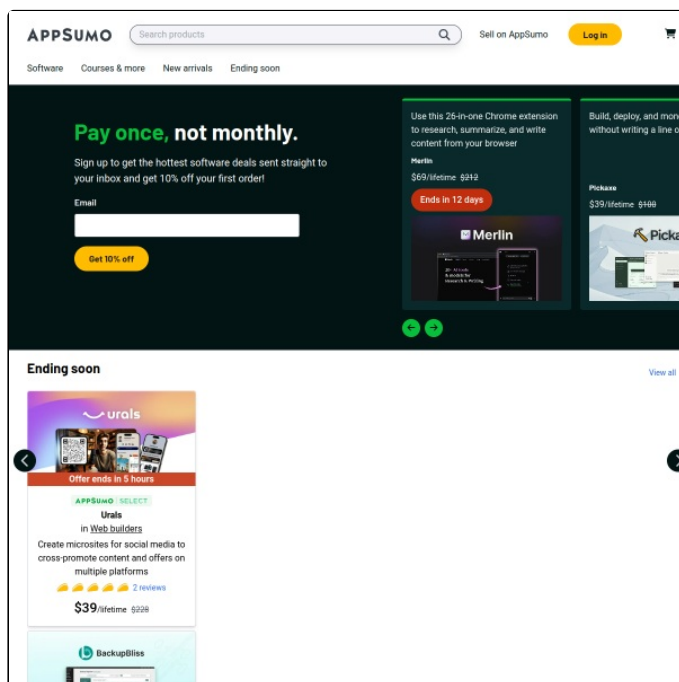 APPSUMO
Search products
Sell on AppSumo
Log in
Software
Courses & more
New arrivals
Ending soon
Pay once, not monthly.
Sign up to get the hottest software deals sent straight to
your inbox and get 10% off your first order!
Email
Get 10% off
Use this 26-in-one Chrome extension
to research, summarize, and write
content from your browser
Merlin
$69/lifetime $212
Ends in 12 days
Merlin
Build, deploy, and mon
without writing a line o
Pickaxe
$39/lifetime $108
Picka
Ending soon
View all
urals
Offer ends in 5 hours
APPSUMO SELECT
Urals
in Web builders
Create microsites for social media to
cross-promote content and offers on
multiple platforms
2 reviews
$39/lifetime $228
BackupBliss